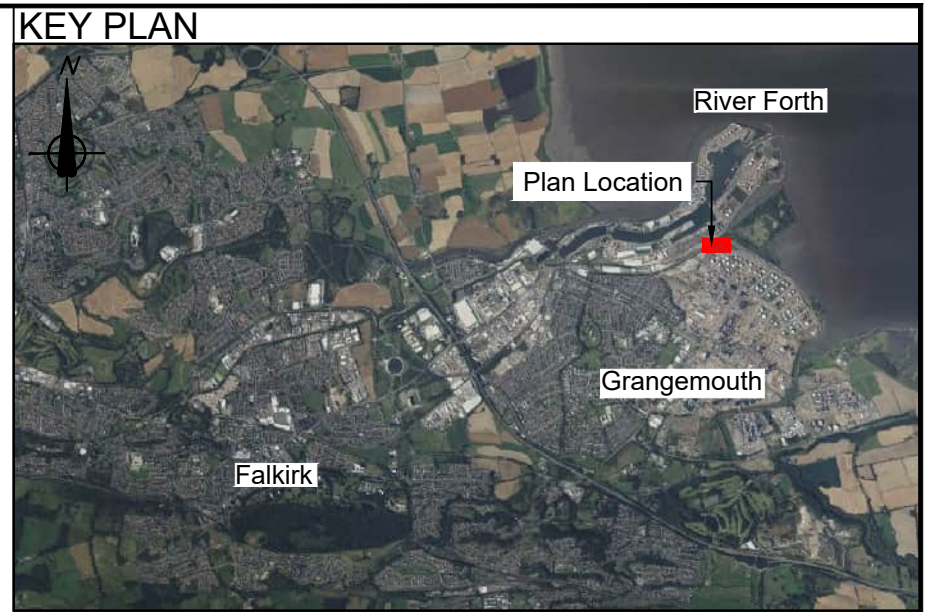 KEY PLAN
N
River Forth
Plan Location
Grangemouth
Falkirk